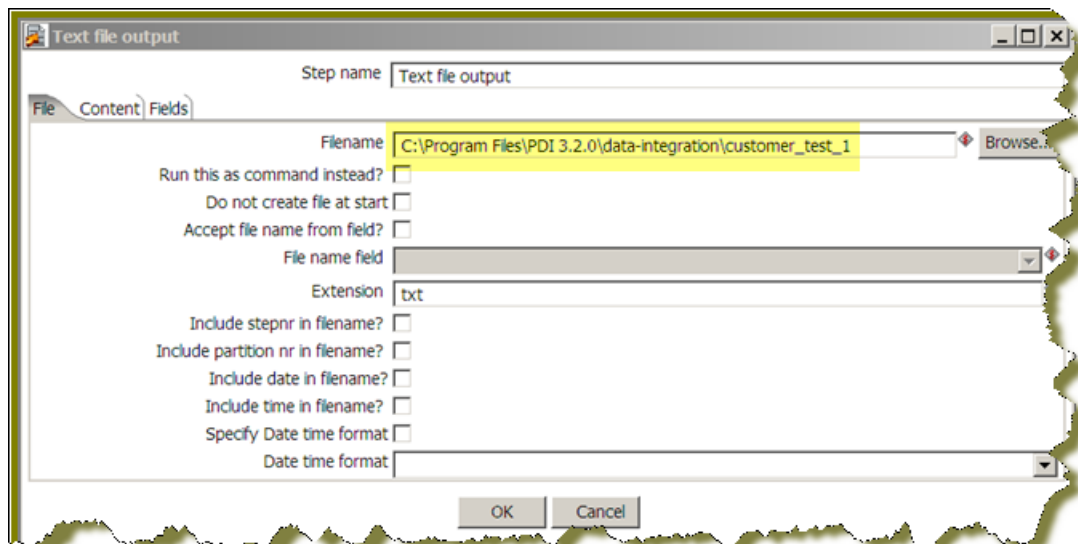 Text file output
Step name Text file output
File Content Fields
Filename C:\Program Files\PDI 3.2.0\data-integration\customer_test_1 Browse...
Run this as command instead?
Do not create file at start
Accept file name from field?
File name field
Extension txt
Include stepnr in filename?
Include partition nr in filename?
Include date in filename?
Include time in filename?
Specify Date time format
Date time format
OK Cancel